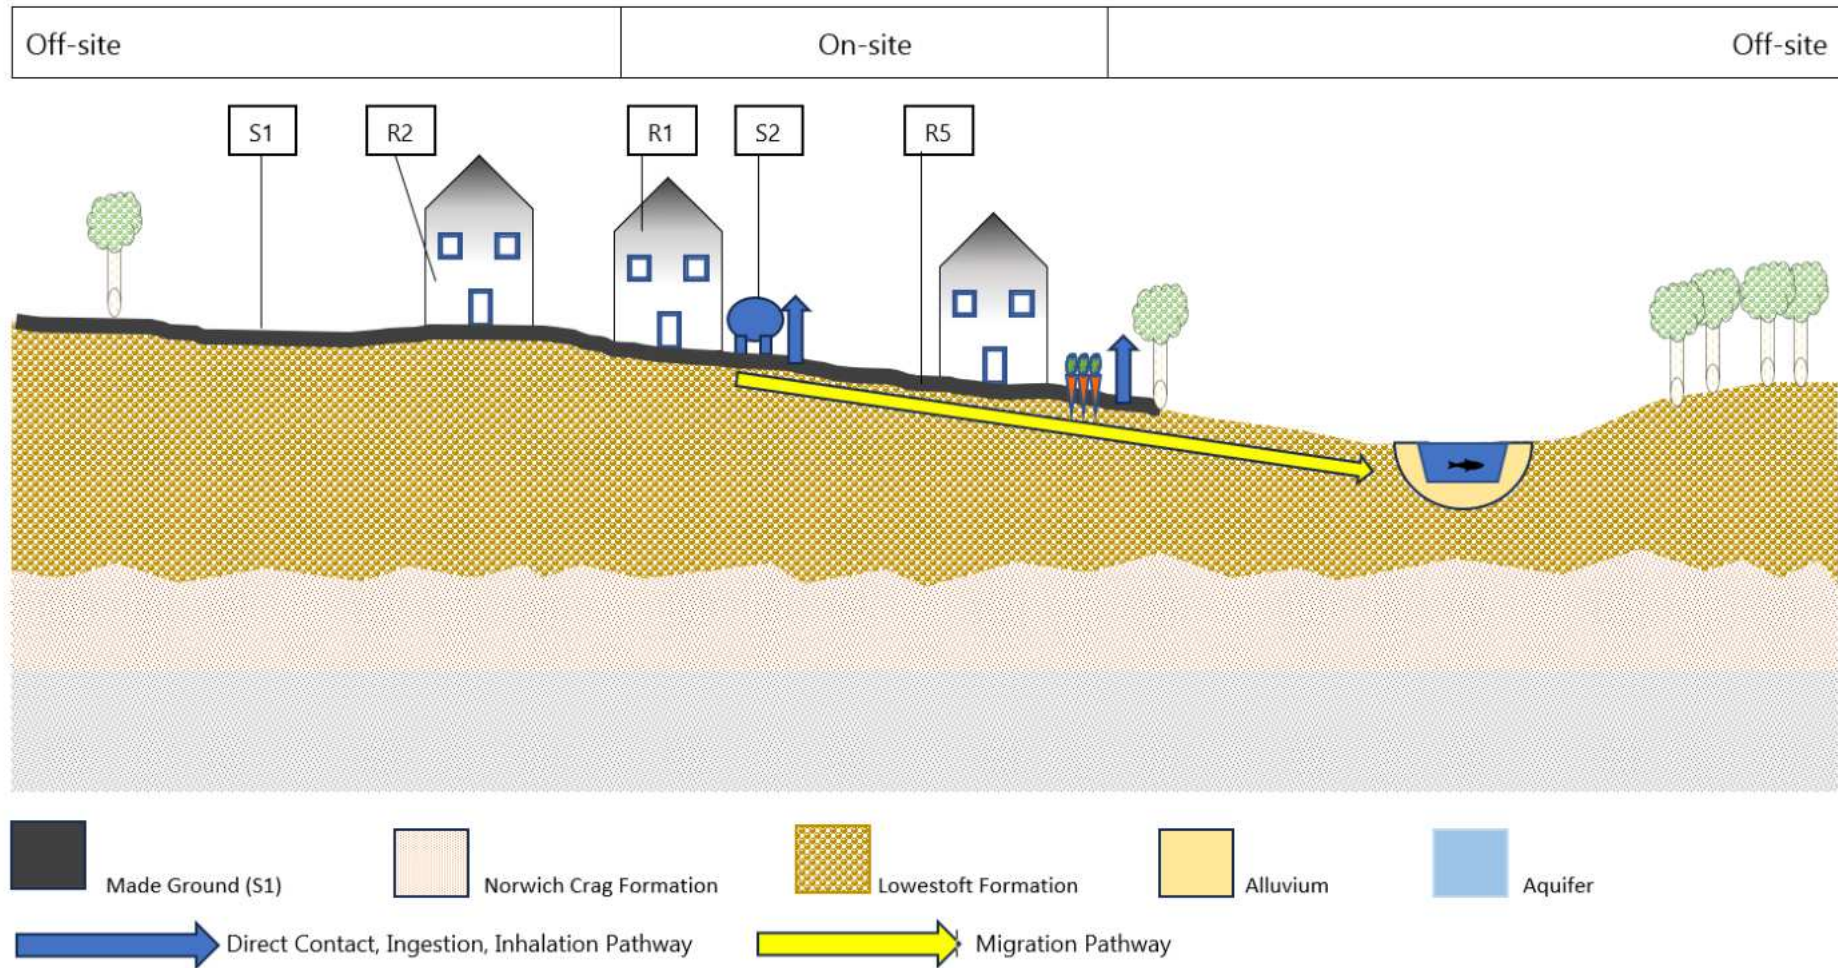 Off-site On-site Off-site
S1 R2 R1 S2 R5
Made Ground (S1) Norwich Crag Formation Lowestoft Formation Alluvium Aquifer
Direct Contact, Ingestion, Inhalation Pathway Migration Pathway